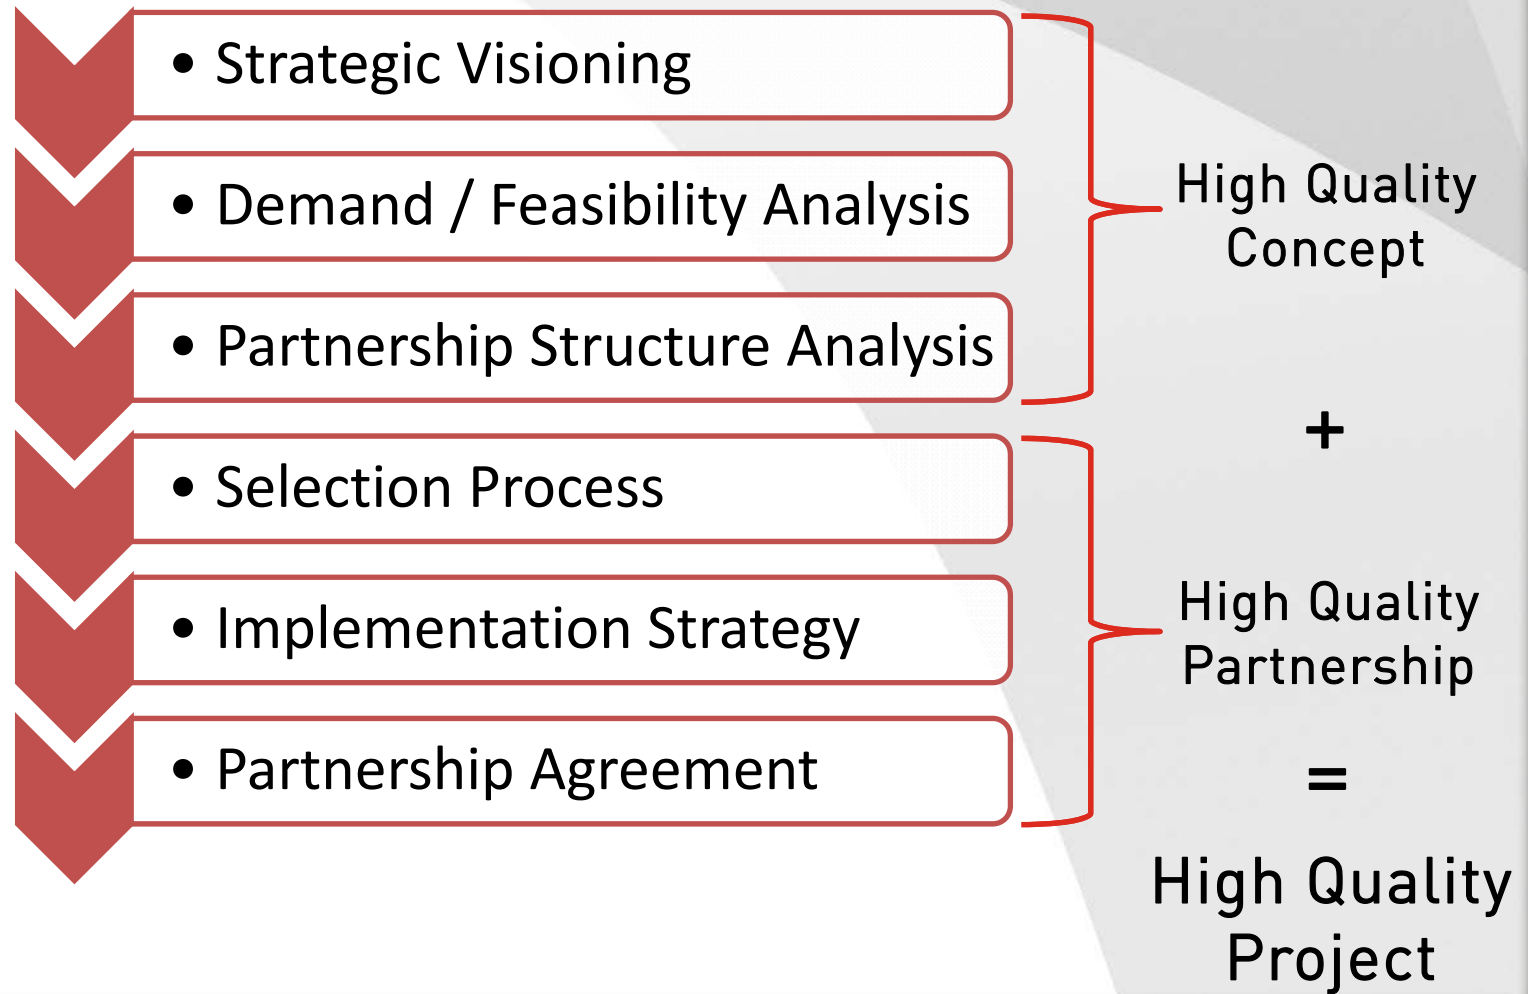 • Strategic Visioning
• Demand / Feasibility Analysis
• Partnership Structure Analysis
• Selection Process
• Implementation Strategy
• Partnership Agreement
High Quality
Concept
+
High Quality
Partnership
=
High Quality
Project